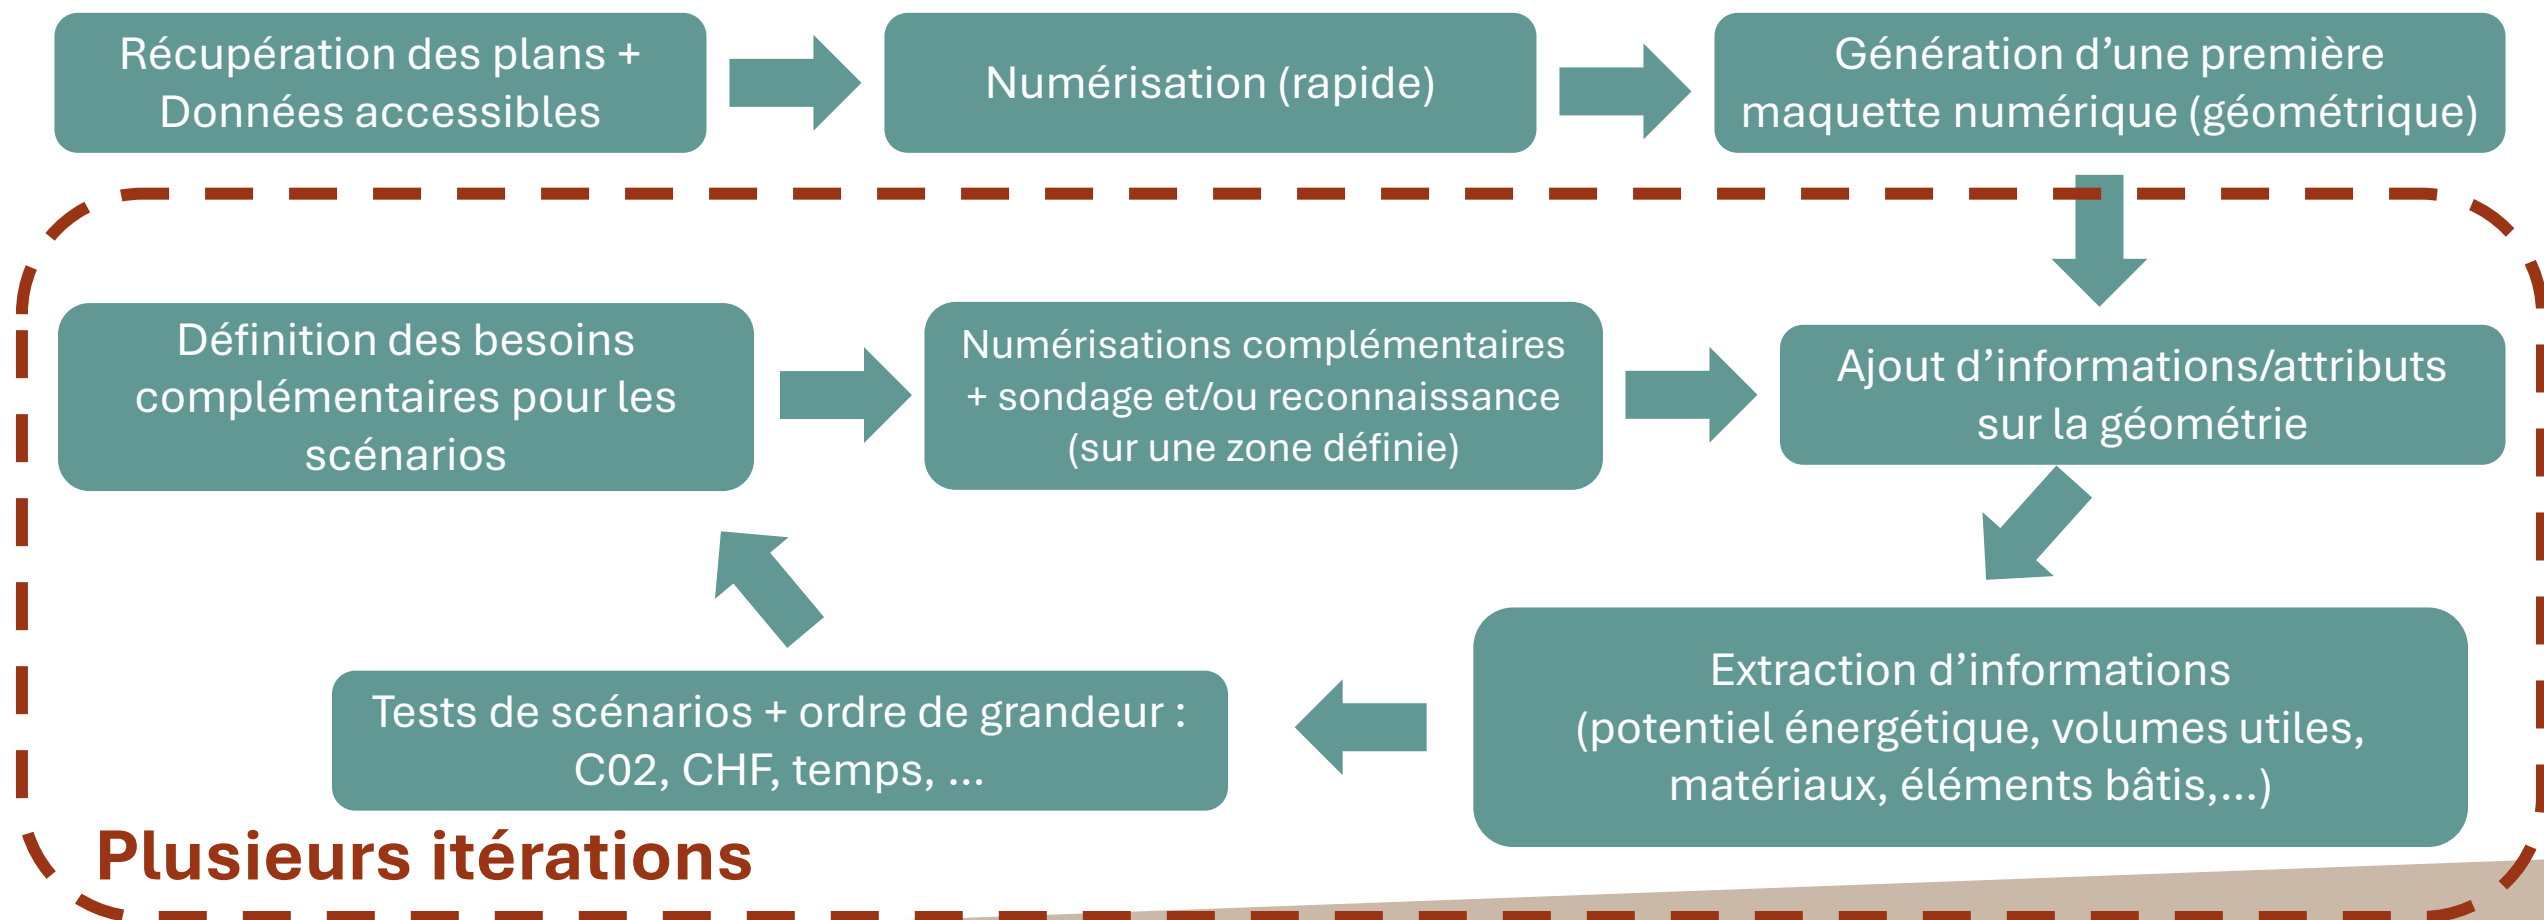 Récupération des plans +
Données accessibles
Numérisation (rapide)
Génération d’une première
maquette numérique (géométrique)
Définition des besoins
complémentaires pour les
scénarios
Numérisations complémentaires
+ sondage et/ou reconnaissance
(sur une zone définie)
Ajout d’informations/attributs
sur la géométrie
Tests de scénarios + ordre de grandeur :
C02, CHF, temps, ...
Extraction d’informations
(potentiel énergétique, volumes utiles,
matériaux, éléments bâtis,...)
Plusieurs itérations